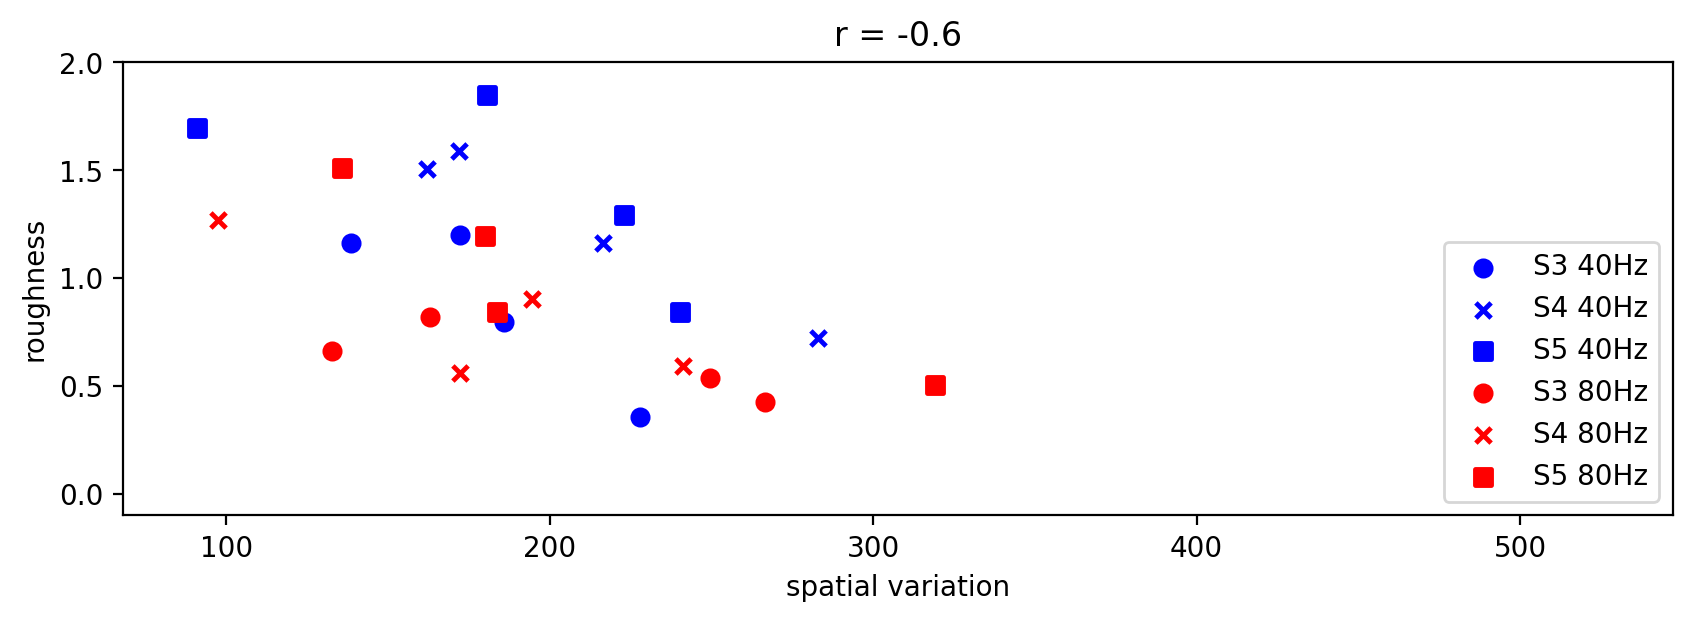 r = -0.6
2.0
1.5
1.0
0.5
0.0
roughness
100 200 300 400 500
spatial variation
S3 40Hz
S4 40Hz
S5 40Hz
S3 80Hz
S4 80Hz
S5 80Hz